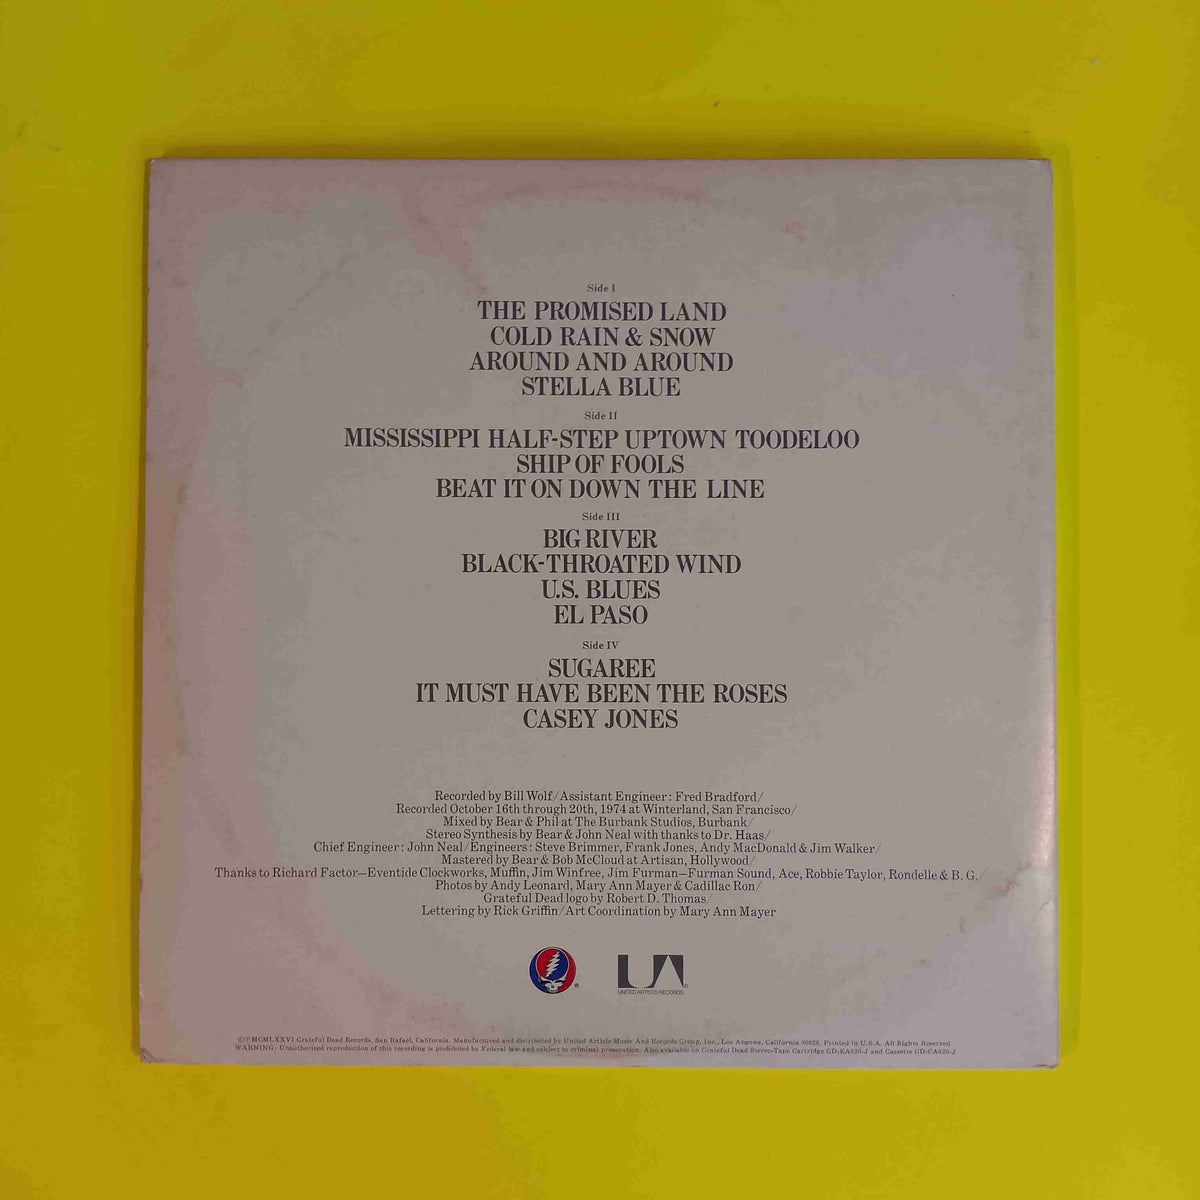 Side I
THE PROMISED LAND
COLD RAIN & SNOW
AROUND AND AROUND
STELLA BLUE
Side II
MISSISSIPPI HALF-STEP UPTOWN TOODELOO
SHIP OF FOOLS
BEAT IT ON DOWN THE LINE
Side III
BIG RIVER
BLACK-THROATED WIND
U.S. BLUES
EL PASO
Side IV
SUGAREE
IT MUST HAVE BEEN THE ROSES
CASEY JONES
Recorded by Bill Wolf/Assistant Engineer: Fred Bradford/
Recorded October 16th through 20th, 1974 at Winterland, San Francisco/
Mixed by Bear & Phil at The Burbank Studios, Burbank/
Stereo Synthesis by Bear & John Neal with thanks to Dr. Haas/
Chief Engineer: John Neal/Engineers: Steve Brimmer, Frank Jones, Andy MacDonald & Jim Walker/
Mastered by Bear & Bob McCloud at Artisan, Hollywood/
Thanks to Richard Factor—Eventide Clockworks, Muffin, Jim Winfree, Jim Furman—Furman Sound, Ace, Robbie Taylor, Rondelle & B. G./
Photos by Andy Leonard, Mary Ann Mayer & Cadillac Ron/
Grateful Dead logo by Robert D. Thomas/
Lettering by Rick Griffin/Art Coordination by Mary Ann Mayer
UA
UNITED ARTISTS RECORDS
©℗ MCMLXXVI Grateful Dead Records, San Rafael, California. Manufactured and distributed by United Artists Music And Records Group, Inc., Los Angeles, California 90028. Printed in U.S.A. All Rights Reserved
WARNING: Unauthorized reproduction of this recording is prohibited by Federal law and subject to criminal prosecution. Also available on Grateful Dead Stereo-Tape Cartridge GD-EA620-J and Cassette GD-CA620-J